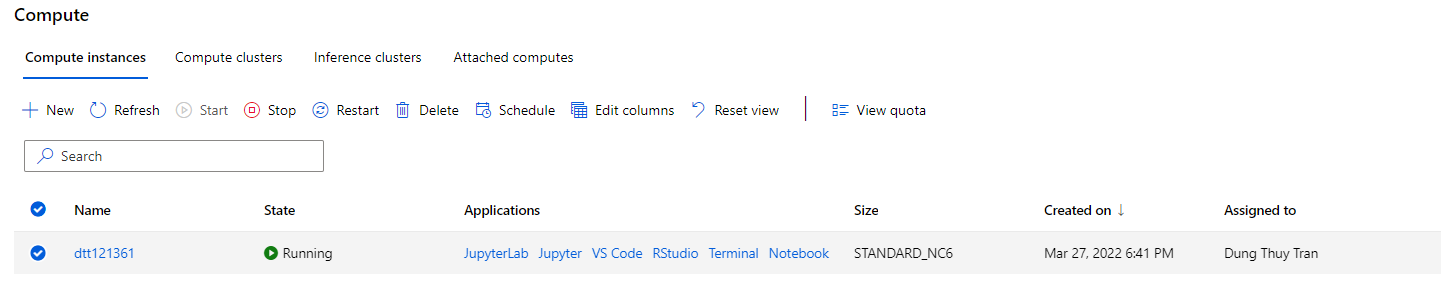 Compute
Compute instances Compute clusters Inference clusters Attached computes
New Refresh Start Stop Restart Delete Schedule Edit columns Reset view View quota
Search
Name State Applications Size Created on ↓ Assigned to
dtt121361 Running JupyterLab Jupyter VS Code RStudio Terminal Notebook STANDARD_NC6 Mar 27, 2022 6:41 PM Dung Thuy Tran